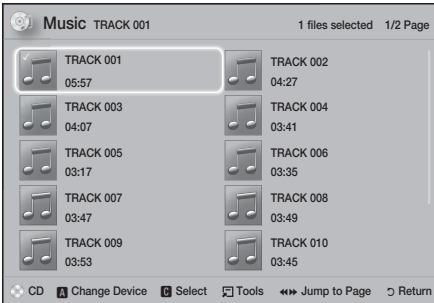 Music TRACK 001 1 files selected 1/2 Page
TRACK 001 TRACK 002
05:57 04:27
TRACK 003 TRACK 004
04:07 03:41
TRACK 005 TRACK 006
03:17 03:35
TRACK 007 TRACK 008
03:47 03:49
TRACK 009 TRACK 010
03:53 03:45
CD A Change Device C Select Tools Jump to Page Return